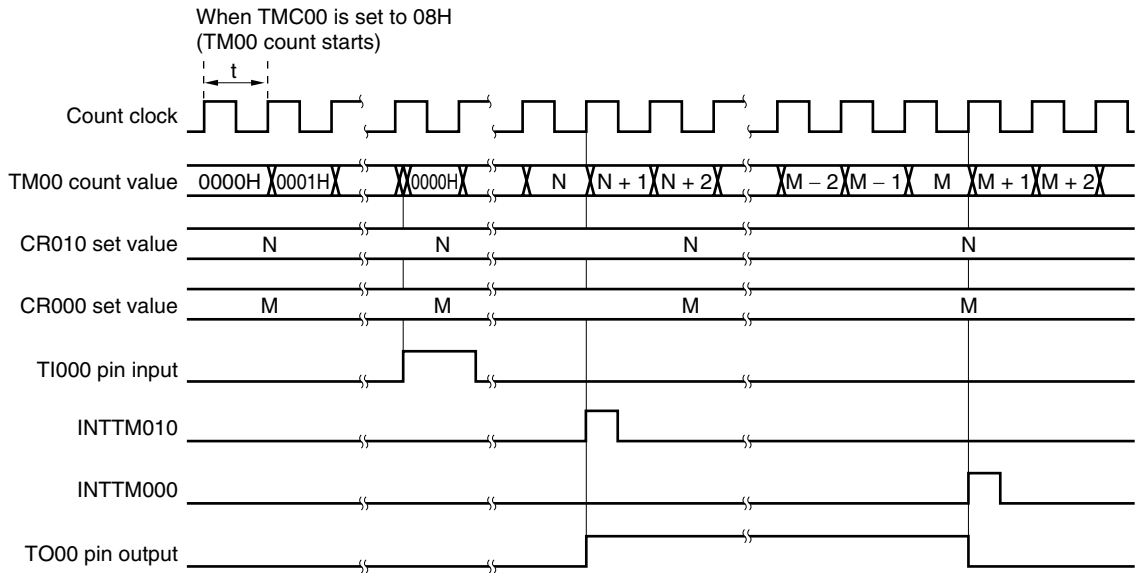 When TMC00 is set to 08H
(TM00 count starts)
t
Count clock
TM00 count value 0000H 0001H 0000H N N + 1 N + 2 M − 2 M − 1 M M + 1 M + 2
CR010 set value N N N N
CR000 set value M M M M
TI000 pin input
INTTM010
INTTM000
TO00 pin output